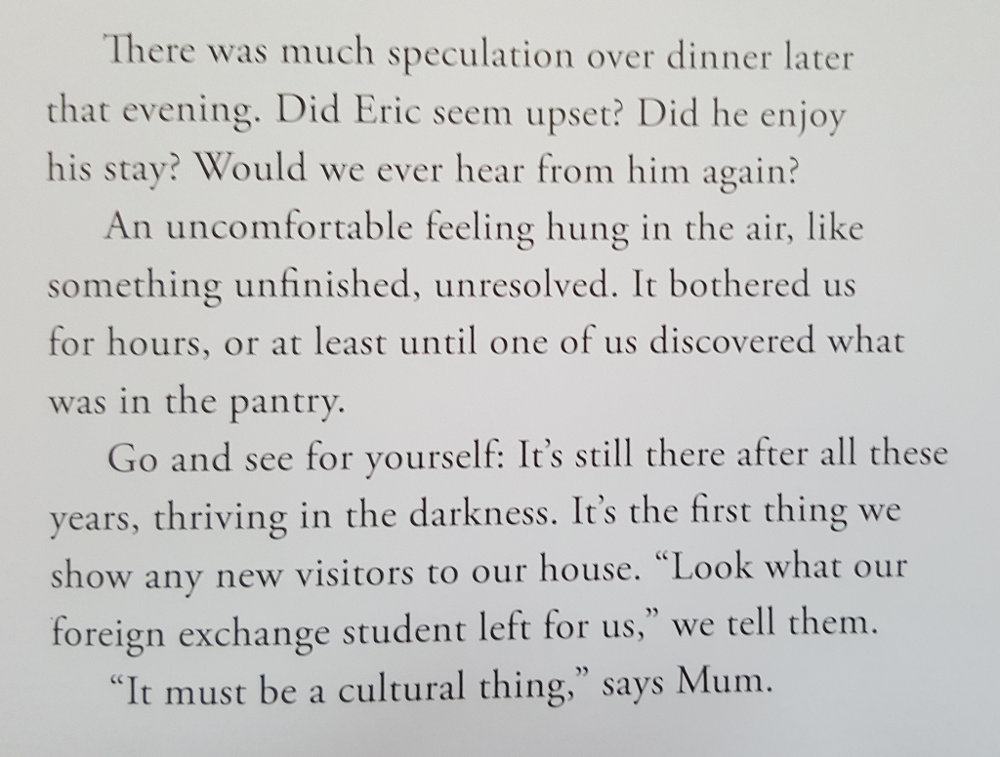 There was much speculation over dinner later
that evening. Did Eric seem upset? Did he enjoy
his stay? Would we ever hear from him again?
An uncomfortable feeling hung in the air, like
something unfinished, unresolved. It bothered us
for hours, or at least until one of us discovered what
was in the pantry.
Go and see for yourself: It’s still there after all these
years, thriving in the darkness. It’s the first thing we
show any new visitors to our house. “Look what our
foreign exchange student left for us,” we tell them.
“It must be a cultural thing,” says Mum.